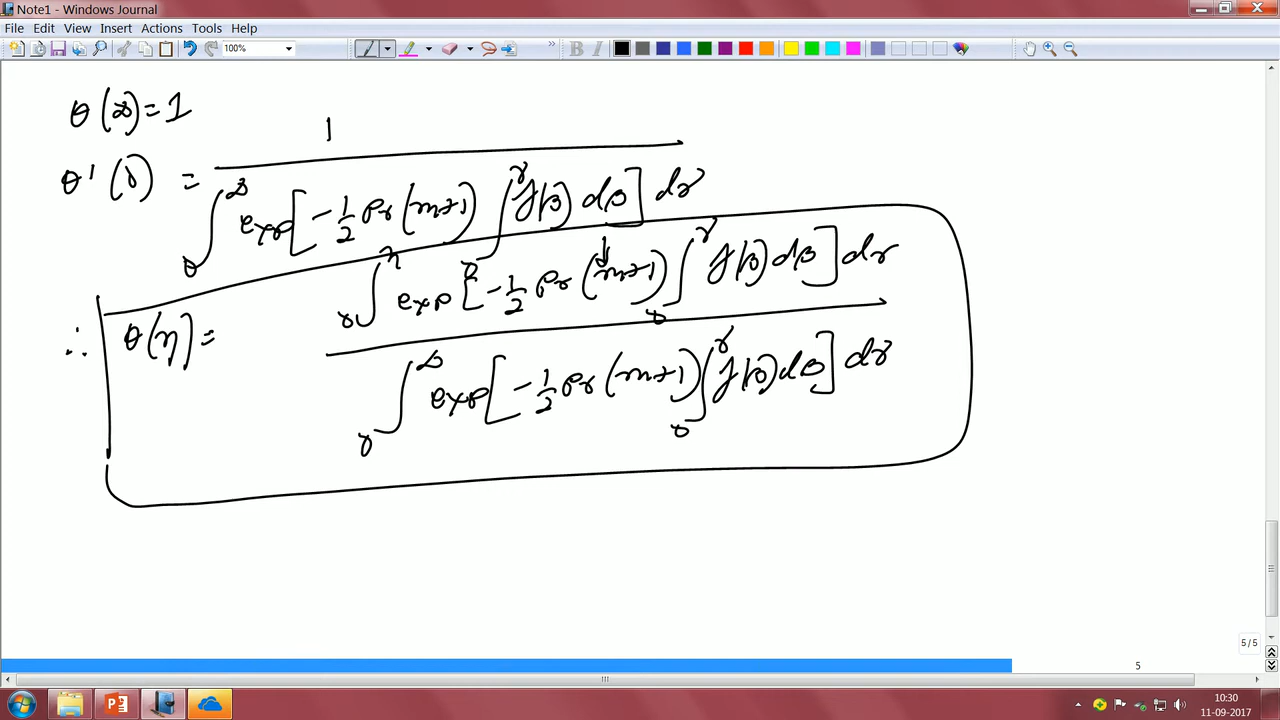 Note1 - Windows Journal
File Edit View Insert Actions Tools Help
100%
θ(∞)=1
θ'(0) = 1 / ∫₀^∞ exp[-1/2 Pr(m+1) ∫₀^γ f(β) dβ] dγ
∴ θ(η) = ∫₀^η exp[-1/2 Pr(m+1) ∫₀^γ f(β) dβ] dγ / ∫₀^∞ exp[-1/2 Pr(m+1) ∫₀^γ f(β) dβ] dγ
5/5
5
10:30
11-09-2017